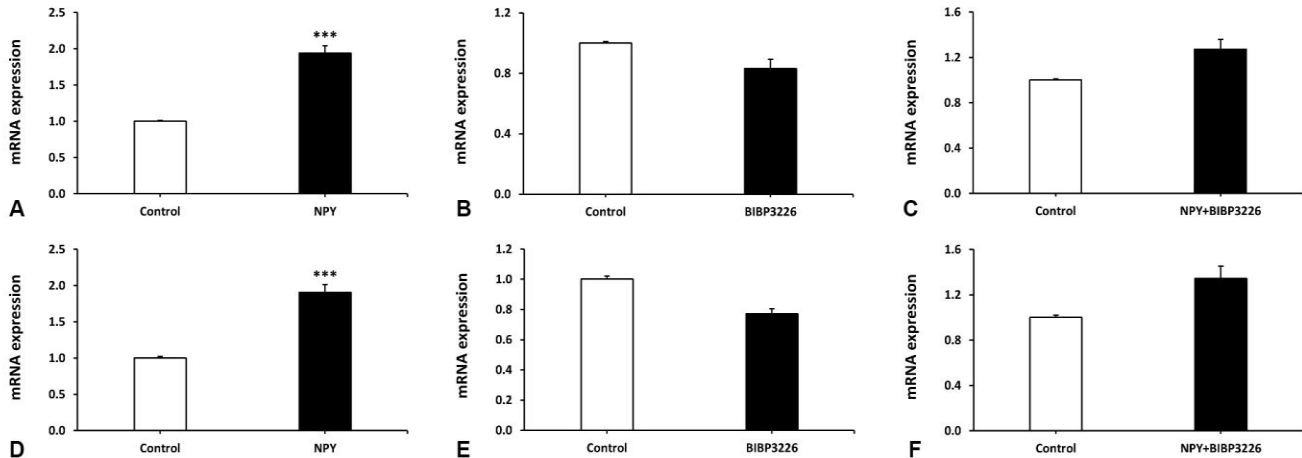 mRNA expression
2.5
2.0
1.5
1.0
0.5
0.0
***
Control
NPY
A
mRNA expression
1.2
0.8
0.4
0.0
Control
BIBP3226
B
mRNA expression
1.6
1.2
0.8
0.4
0.0
Control
NPY+BIBP3226
C
mRNA expression
2.5
2.0
1.5
1.0
0.5
0.0
***
Control
NPY
D
mRNA expression
1.2
1.0
0.8
0.6
0.4
0.2
0.0
Control
BIBP3226
E
mRNA expression
1.6
1.2
0.8
0.4
0.0
Control
NPY+BIBP3226
F